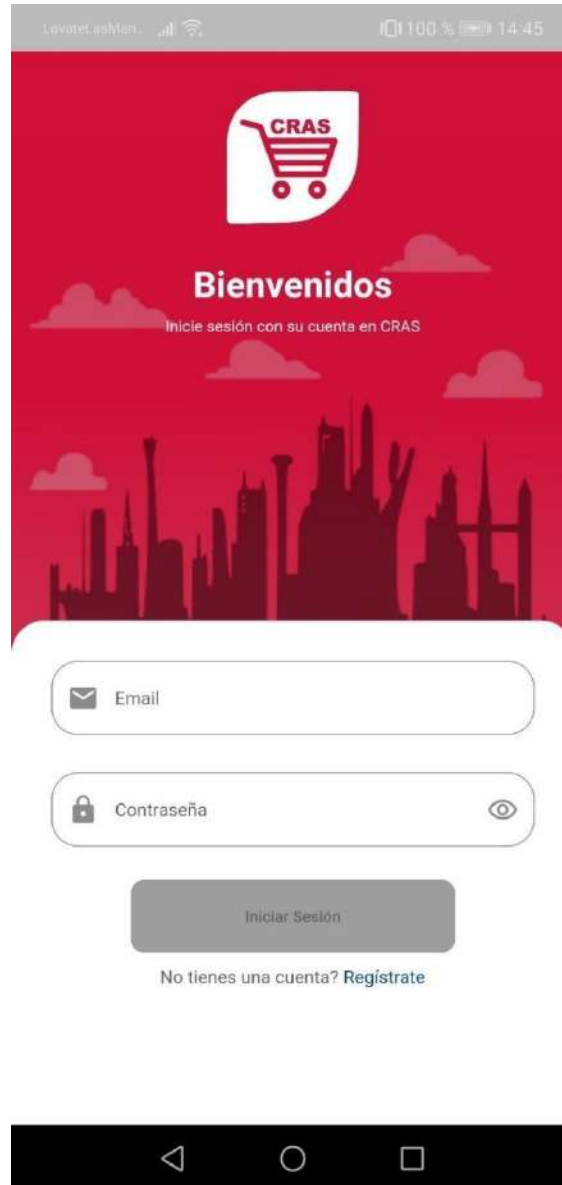 LavateLasMan.. 100 % 14:45
CRAS
Bienvenidos
Inicie sesión con su cuenta en CRAS
Email
Contraseña
Iniciar Sesión
No tienes una cuenta? Regístrate